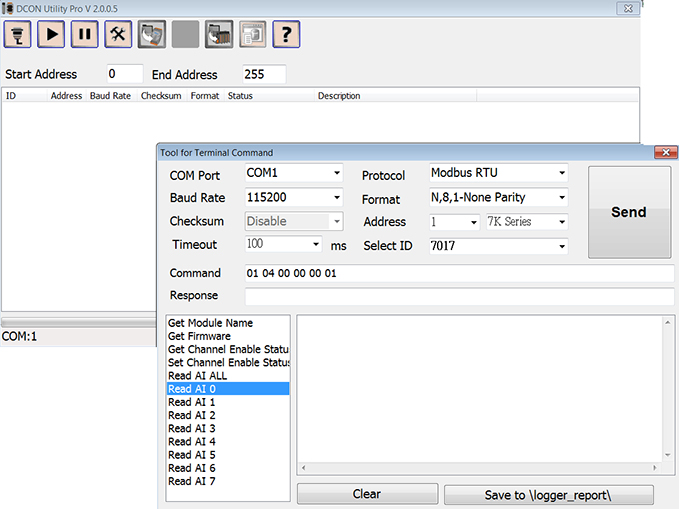 DCON Utility Pro V 2.0.0.5
Start Address 0 End Address 255
ID Address Baud Rate Checksum Format Status Description
Tool for Terminal Command
COM Port COM1 Protocol Modbus RTU
Baud Rate 115200 Format N,8,1-None Parity
Checksum Disable Address 1 7K Series
Timeout 100 ms Select ID 7017
Send
Command 01 04 00 00 00 01
Response
COM:1
Get Module Name
Get Firmware
Get Channel Enable Statu
Set Channel Enable Status
Read AI ALL
Read AI 0
Read AI 1
Read AI 2
Read AI 3
Read AI 4
Read AI 5
Read AI 6
Read AI 7
Clear Save to \logger_report\